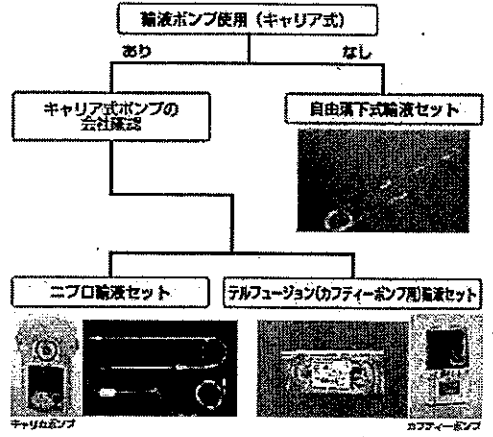 輸液ポンプ使用（キャリア式）
あり
なし
キャリア式ポンプの
会社確認
自由落下式輸液セット
ニプロ輸液セット
テルフュージョン(カフティーポンプ用)輸液セット
キャリカポンプ
カフティーポンプ